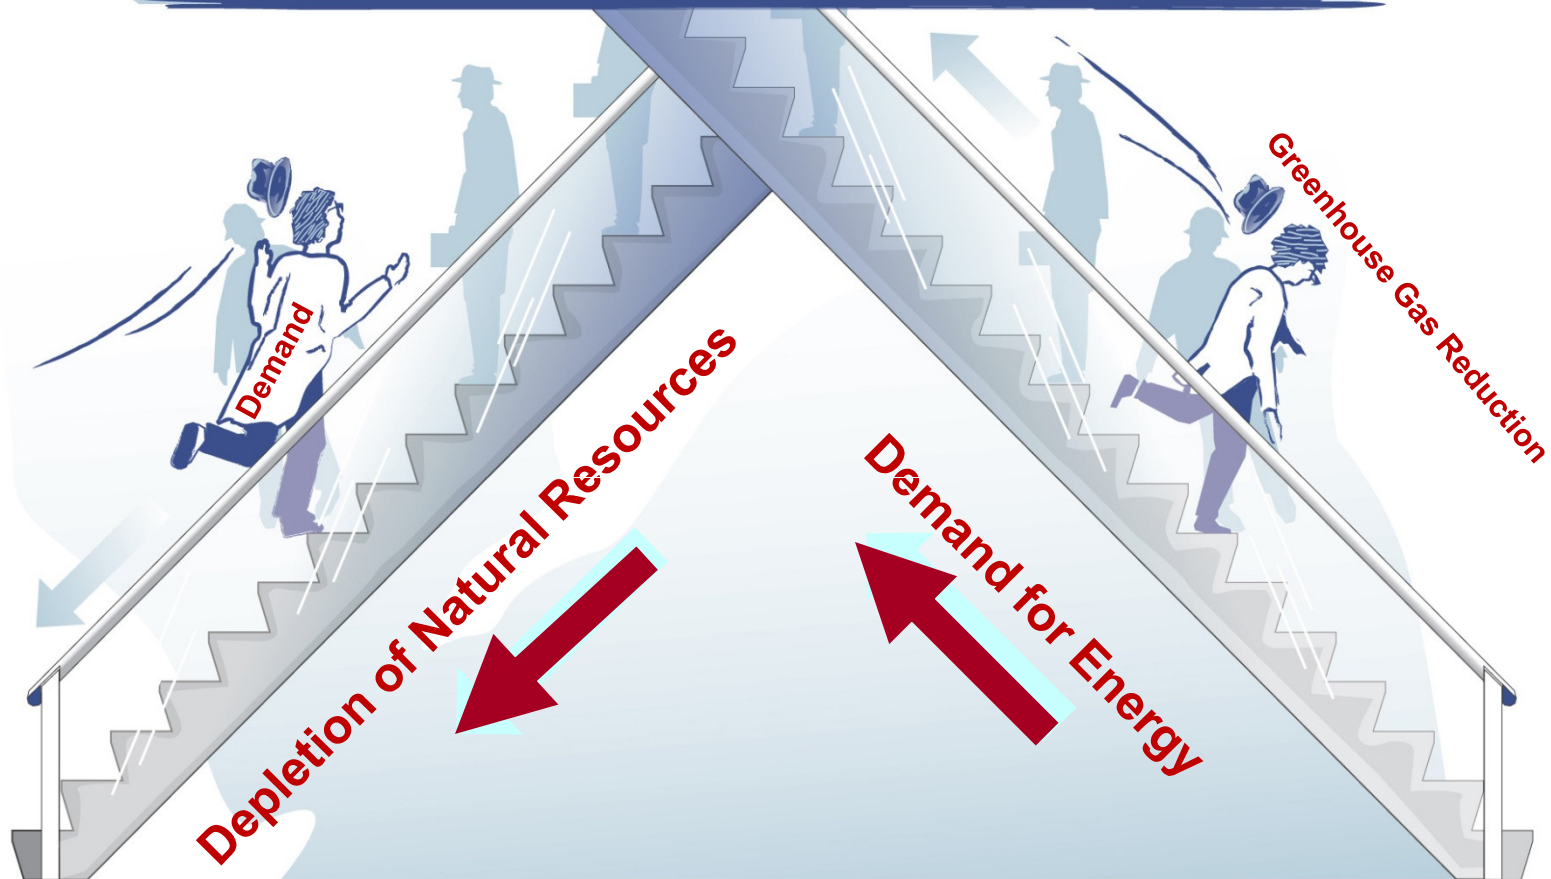 Demand
Greenhouse Gas Reduction
Depletion of Natural Resources
Demand for Energy